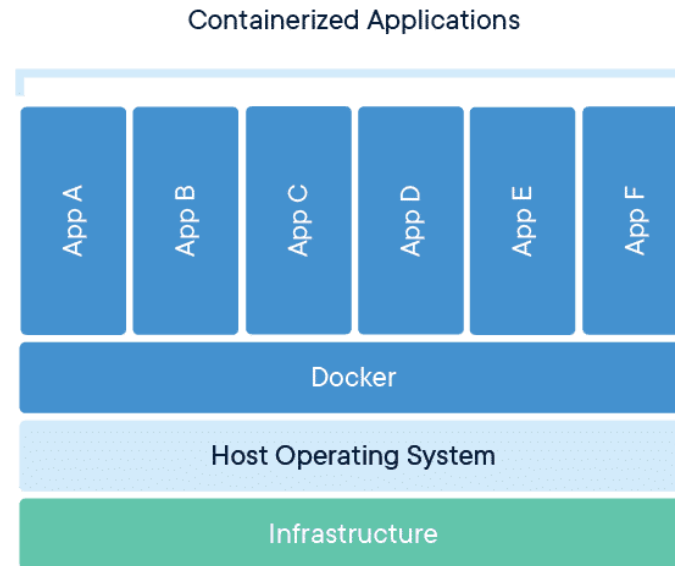 Containerized Applications
App A
App B
App C
App D
App E
App F
Docker
Host Operating System
Infrastructure